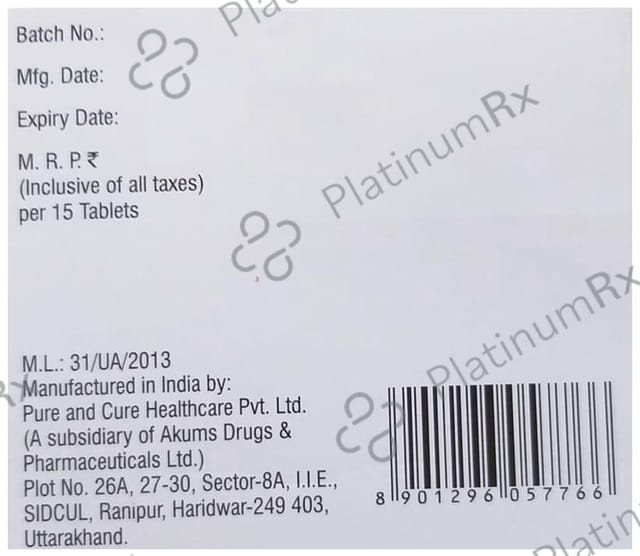 Batch No.:
Mfg. Date:
Expiry Date:
M. R. P. ₹
(Inclusive of all taxes)
per 15 Tablets
M.L.: 31/UA/2013
Manufactured in India by:
Pure and Cure Healthcare Pvt. Ltd.
(A subsidiary of Akums Drugs &
Pharmaceuticals Ltd.)
Plot No. 26A, 27-30, Sector-8A, I.I.E.,
SIDCUL, Ranipur, Haridwar-249 403,
Uttarakhand.
8 901296 057766
PlatinumRx
PlatinumRx